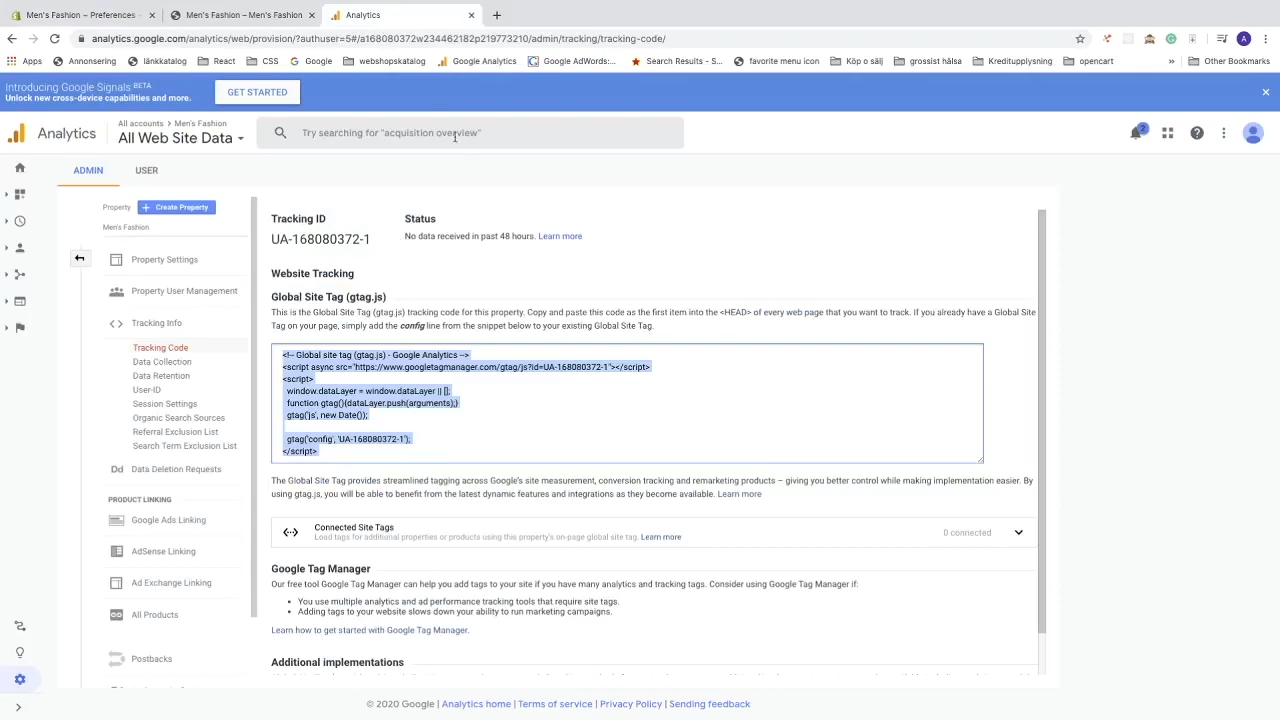 Men's Fashion – Preferences
Men's Fashion
Analytics
analytics.google.com/analytics/web/provision/?authuser=5#/a168080372w234462182p219773210/admin/tracking/tracking-code/
A
Apps
Annonsering
länkkatalog
React
CSS
Google
webshopskatalog
Google Analytics
Google AdWords:...
Search Results - S...
favorite menu icon
Köp o sälj
grossist hälsa
Kreditupplysning
opencart
»
Other Bookmarks
Introducing Google Signals BETA
Unlock new cross-device capabilities and more.
GET STARTED
Analytics
All accounts > Men's Fashion
All Web Site Data
Try searching for "acquisition overview"
2
ADMIN
USER
Property
+ Create Property
Men's Fashion
Property Settings
Property User Management
Tracking Info
Tracking Code
Data Collection
Data Retention
User-ID
Session Settings
Organic Search Sources
Referral Exclusion List
Search Term Exclusion List
Dd Data Deletion Requests
PRODUCT LINKING
Google Ads Linking
AdSense Linking
Ad Exchange Linking
All Products
Postbacks
Tracking ID
UA-168080372-1
Status
No data received in past 48 hours. Learn more
Website Tracking
Global Site Tag (gtag.js)
This is the Global Site Tag (gtag.js) tracking code for this property. Copy and paste this code as the first item into the <HEAD> of every web page that you want to track. If you already have a Global Site
Tag on your page, simply add the config line from the snippet below to your existing Global Site Tag.
<!-- Global site tag (gtag.js) - Google Analytics -->
<script async src="https://www.googletagmanager.com/gtag/js?id=UA-168080372-1"></script>
<script>
window.dataLayer = window.dataLayer || [];
function gtag(){dataLayer.push(arguments);}
gtag('js', new Date());
gtag('config', 'UA-168080372-1');
</script>
The Global Site Tag provides streamlined tagging across Google's site measurement, conversion tracking and remarketing products – giving you better control while making implementation easier. By
using gtag.js, you will be able to benefit from the latest dynamic features and integrations as they become available. Learn more
Connected Site Tags
Load tags for additional properties or products using this property's on-page global site tag. Learn more
0 connected
Google Tag Manager
Our free tool Google Tag Manager can help you add tags to your site if you have many analytics and tracking tags. Consider using Google Tag Manager if:
• You use multiple analytics and ad performance tracking tools that require site tags.
• Adding tags to your website slows down your ability to run marketing campaigns.
Learn how to get started with Google Tag Manager.
Additional implementations
© 2020 Google | Analytics home | Terms of service | Privacy Policy | Sending feedback